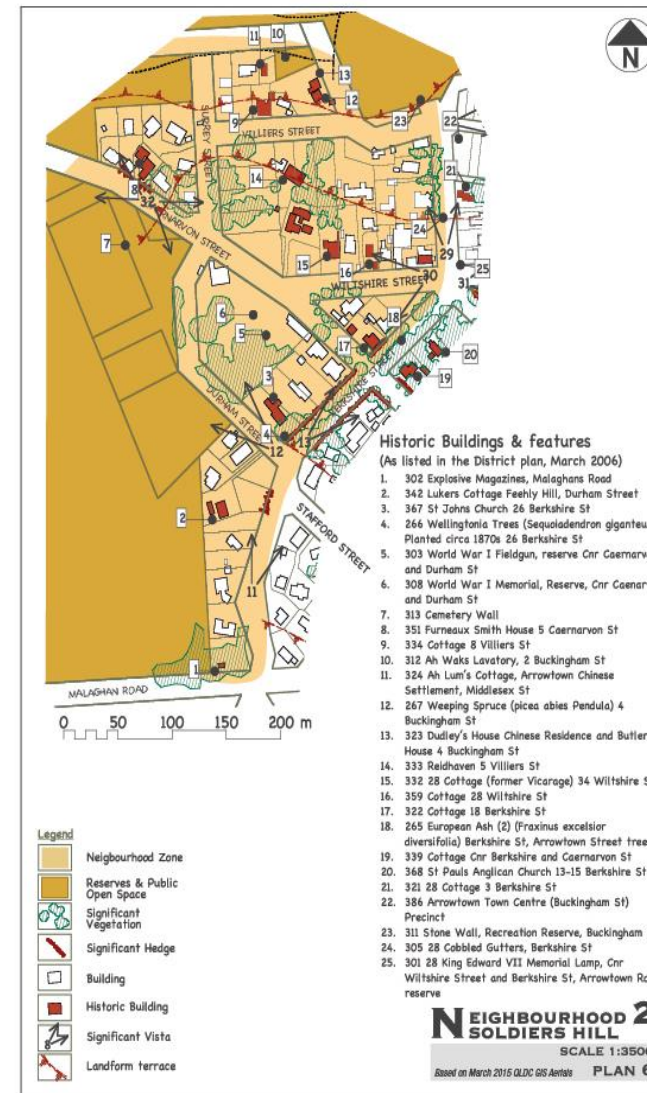 N
11
10
13
12
9
23
22
SURREY STREET
VILLIERS STREET
14
21
8
32
24
29
7
RNARVON STREET
15
16
30
25
WILTSHIRE STREET
31
6
18
5
17
20
3
19
DURHAM STREET
4
13
12
2
STAFFORD STREET
11
1
MALAGHAN ROAD
0 50 100 150 200 m
Historic Buildings & features
(As listed in the District plan, March 2006)
1. 302 Explosive Magazines, Malaghans Road
2. 342 Lukers Cottage Feehly Hill, Durham Street
3. 367 St Johns Church 26 Berkshire St
4. 266 Wellingtonia Trees (Sequoiadendron giganteu
Planted circa 1870s 26 Berkshire St
5. 303 World War I Fieldgun, reserve Cnr Caernarvo
and Durham St
6. 308 World War I Memorial, Reserve, Cnr Caenar
and Durham St
7. 313 Cemetery Wall
8. 351 Furneaux Smith House 5 Caernarvon St
9. 334 Cottage 8 Villiers St
10. 312 Ah Waks Lavatory, 2 Buckingham St
11. 324 Ah Lum's Cottage, Arrowtown Chinese
Settlement, Middlesex St
12. 267 Weeping Spruce (picea abies Pendula) 4
Buckingham St
13. 323 Dudley's House Chinese Residence and Butler
House 4 Buckingham St
14. 333 Reidhaven 5 Villiers St
15. 332 28 Cottage (former Vicarage) 34 Wiltshire S
16. 359 Cottage 28 Wiltshire St
17. 322 Cottage 18 Berkshire St
18. 265 European Ash (2) (Fraxinus excelsior
diversifolia) Berkshire St, Arrowtown Street tree
19. 339 Cottage Cnr Berkshire and Caernarvon St
20. 368 St Pauls Anglican Church 13-15 Berkshire St
21. 321 28 Cottage 3 Berkshire St
22. 386 Arrowtown Town Centre (Buckingham St)
Precinct
23. 311 Stone Wall, Recreation Reserve, Buckingham
24. 305 28 Cobbled Gutters, Berkshire St
25. 301 28 King Edward VII Memorial Lamp, Cnr
Wiltshire Street and Berkshire St, Arrowtown Ro
reserve
Legend
Neigbourhood Zone
Reserves & Public
Open Space
Significant
Vegetation
Significant Hedge
Building
Historic Building
Significant Vista
Landform terrace
NEIGHBOURHOOD 2
SOLDIERS HILL
SCALE 1:3500
Based on March 2015 QLDC GIS Aerials PLAN 6